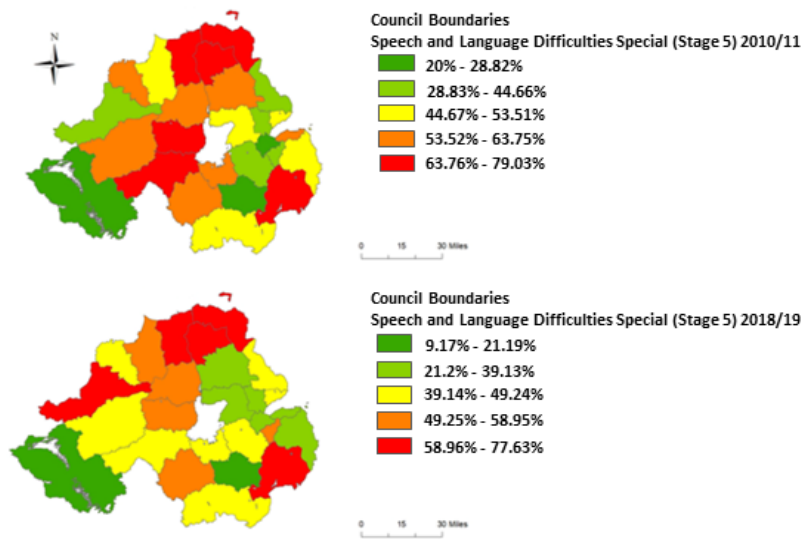 N
Council Boundaries
Speech and Language Difficulties Special (Stage 5) 2010/11
20% - 28.82%
28.83% - 44.66%
44.67% - 53.51%
53.52% - 63.75%
63.76% - 79.03%
0 15 30 Miles
Council Boundaries
Speech and Language Difficulties Special (Stage 5) 2018/19
9.17% - 21.19%
21.2% - 39.13%
39.14% - 49.24%
49.25% - 58.95%
58.96% - 77.63%
0 15 30 Miles